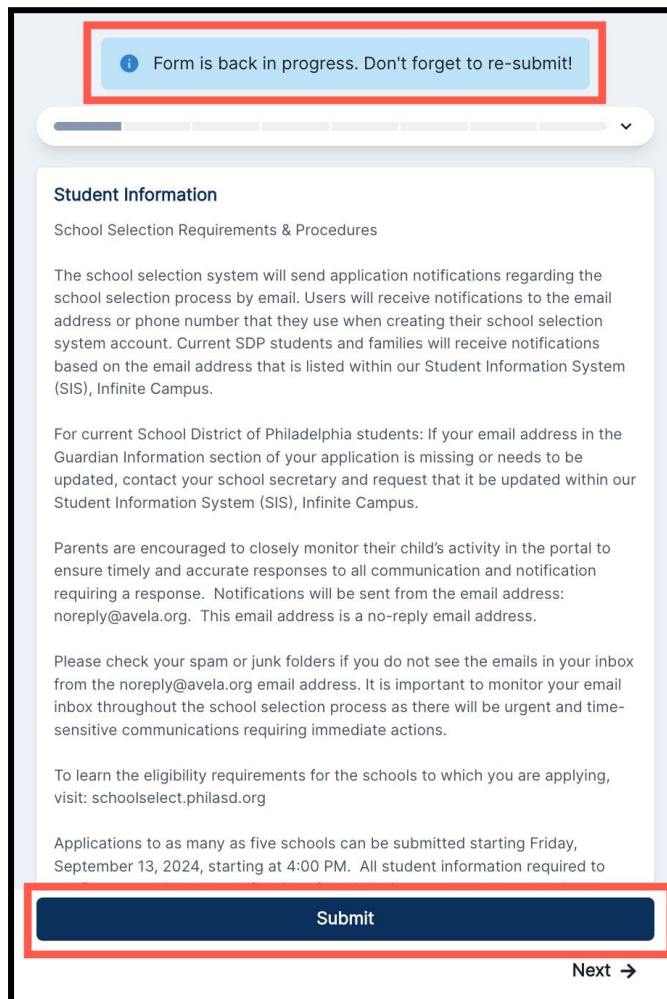 Form is back in progress. Don't forget to re-submit!
Student Information
School Selection Requirements & Procedures
The school selection system will send application notifications regarding the
school selection process by email. Users will receive notifications to the email
address or phone number that they use when creating their school selection
system account. Current SDP students and families will receive notifications
based on the email address that is listed within our Student Information System
(SIS), Infinite Campus.
For current School District of Philadelphia students: If your email address in the
Guardian Information section of your application is missing or needs to be
updated, contact your school secretary and request that it be updated within our
Student Information System (SIS), Infinite Campus.
Parents are encouraged to closely monitor their child’s activity in the portal to
ensure timely and accurate responses to all communication and notification
requiring a response.  Notifications will be sent from the email address:
noreply@avela.org.  This email address is a no-reply email address.
Please check your spam or junk folders if you do not see the emails in your inbox
from the noreply@avela.org email address. It is important to monitor your email
inbox throughout the school selection process as there will be urgent and time-
sensitive communications requiring immediate actions.
To learn the eligibility requirements for the schools to which you are applying,
visit: schoolselect.philasd.org
Applications to as many as five schools can be submitted starting Friday,
September 13, 2024, starting at 4:00 PM.  All student information required to
Submit
Next →